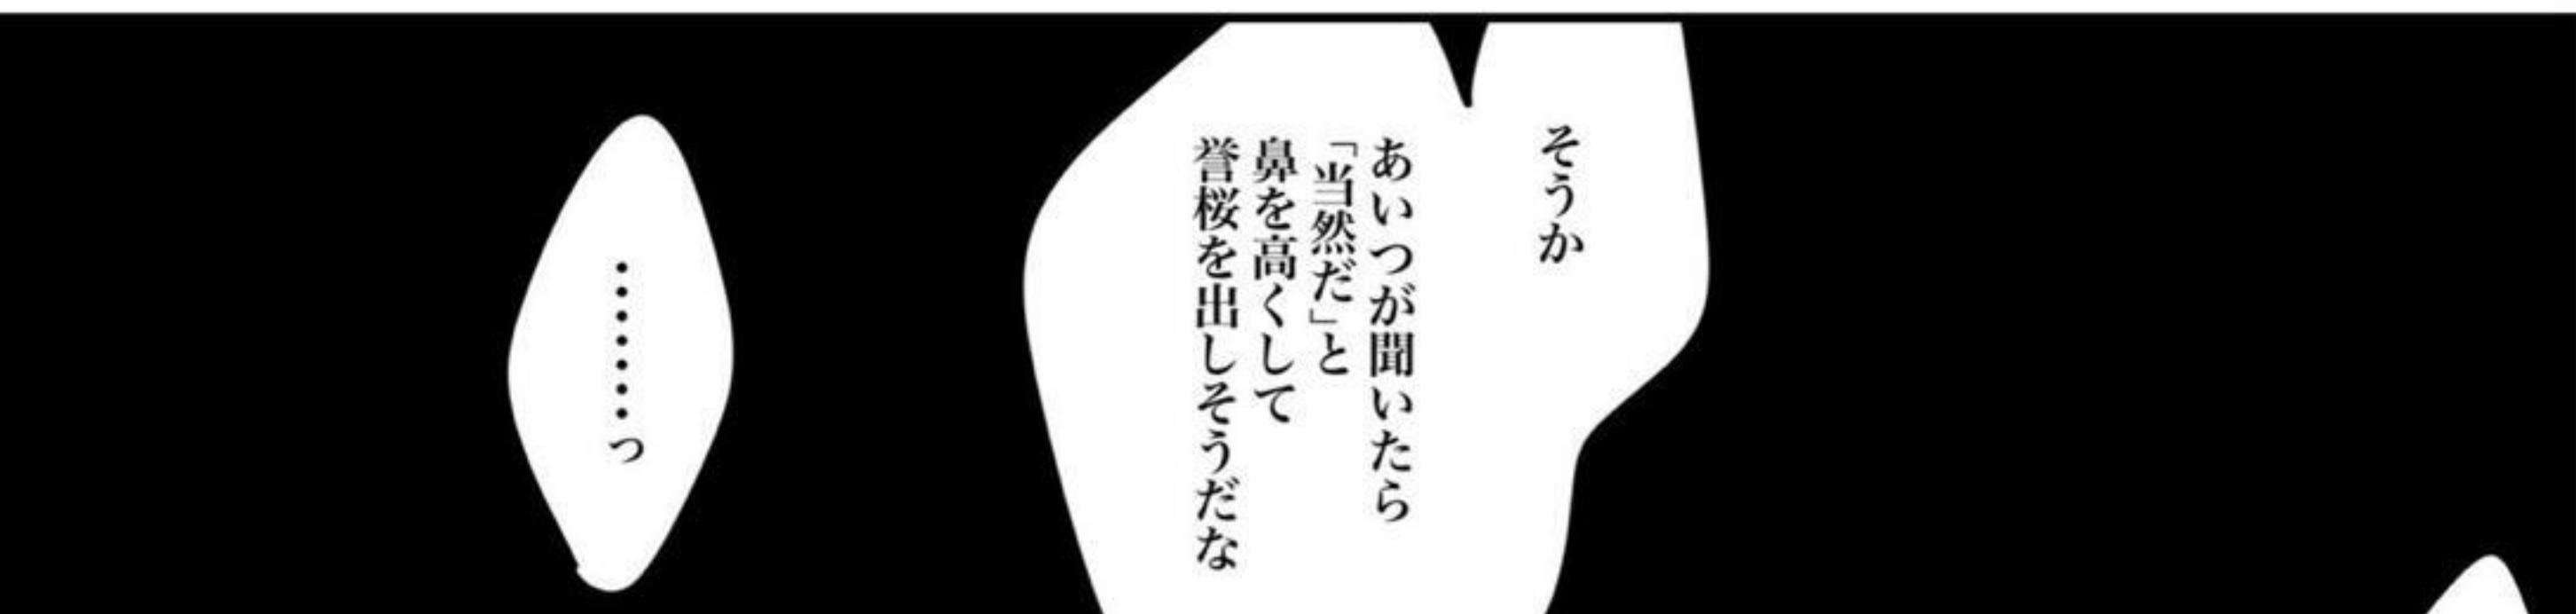 そうか
あいつが聞いたら
「当然だ」と
鼻を高くして
誉桜を出しそうだな
………っ